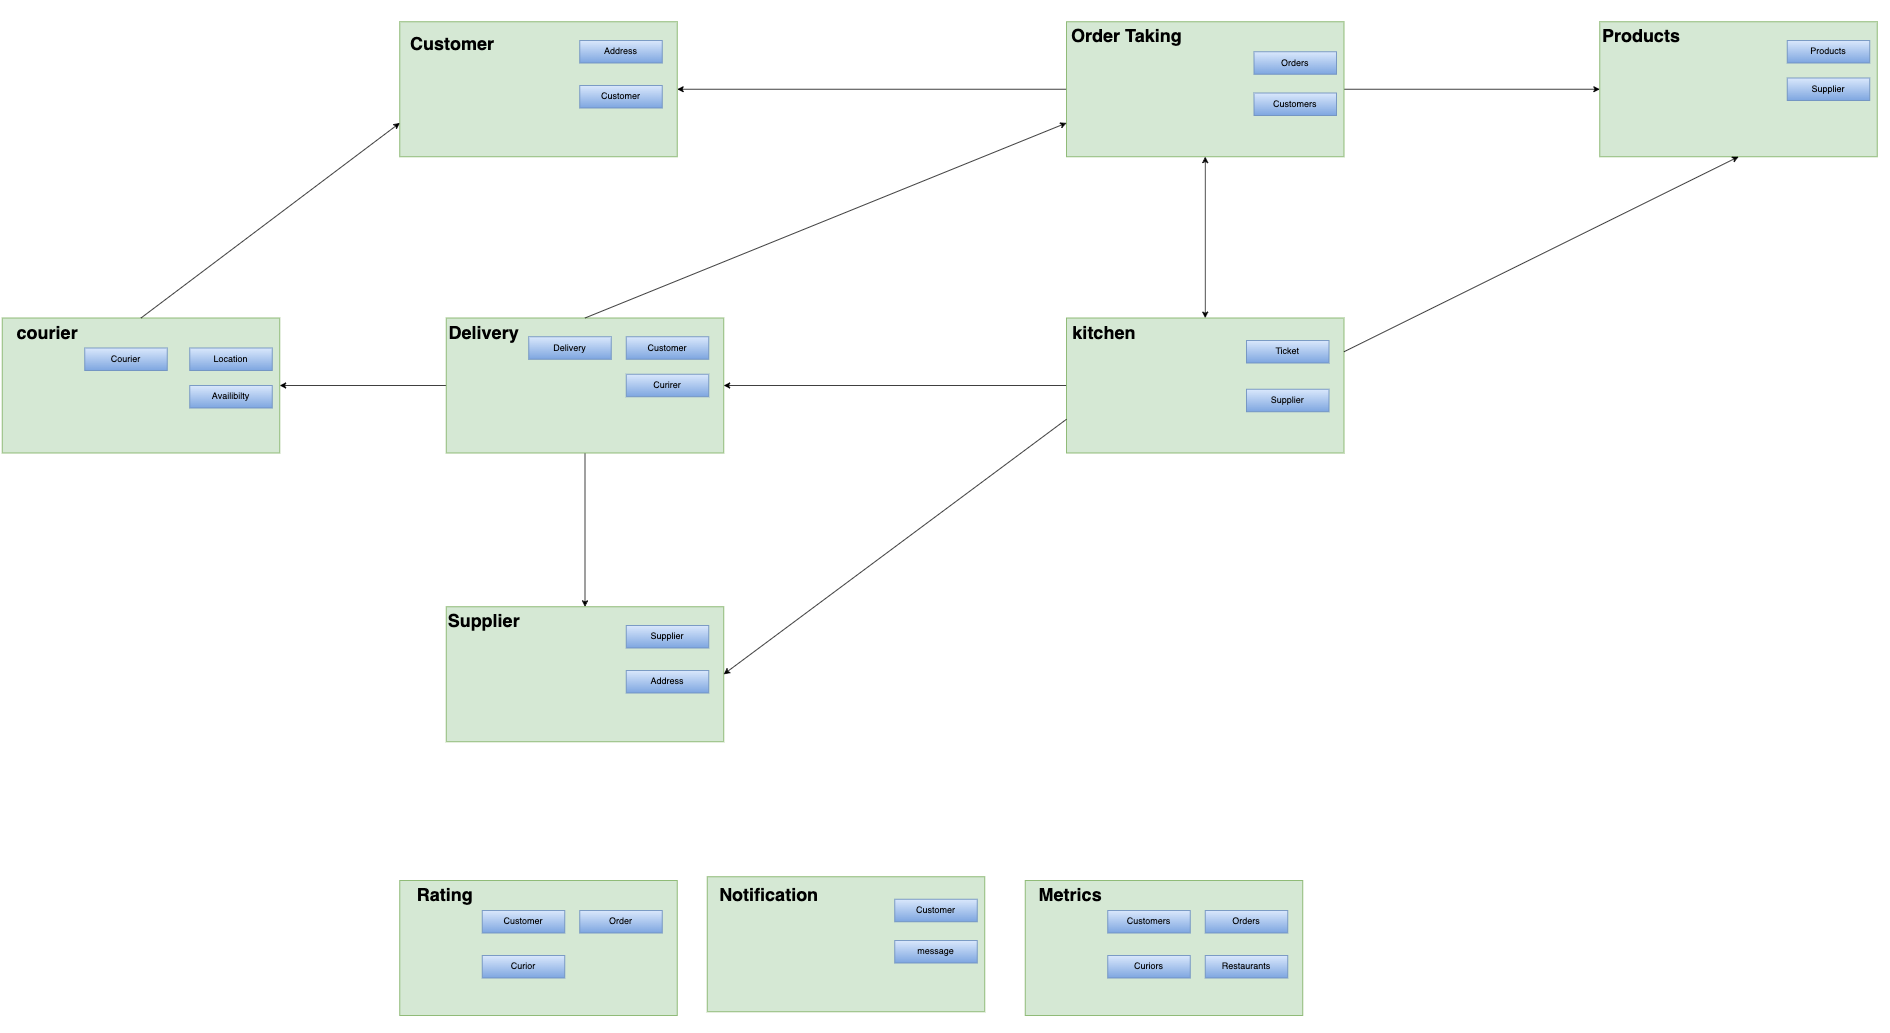 Customer
Address
Customer
Order Taking
Orders
Customers
Products
Products
Supplier
courier
Courier
Location
Availibilty
Delivery
Delivery
Customer
Curirer
kitchen
Ticket
Supplier
Supplier
Supplier
Address
Rating
Customer
Order
Curior
Notification
Customer
message
Metrics
Customers
Orders
Curiors
Restaurants